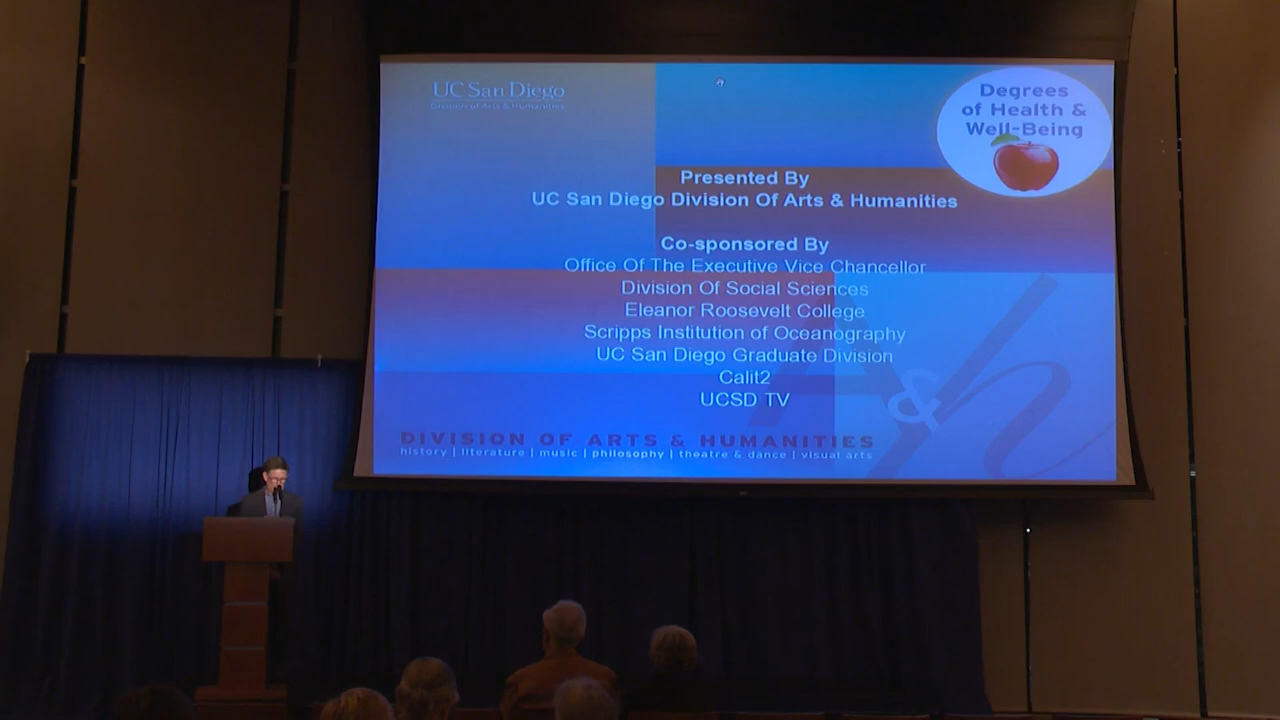 UC San Diego
Division of Arts & Humanities
Degrees
of Health &
Well-Being
Presented By
UC San Diego Division Of Arts & Humanities
Co-sponsored By
Office Of The Executive Vice Chancellor
Division Of Social Sciences
Eleanor Roosevelt College
Scripps Institution of Oceanography
UC San Diego Graduate Division
Calit2
UCSD TV
A&h
DIVISION OF ARTS & HUMANITIES
history | literature | music | philosophy | theatre & dance | visual arts